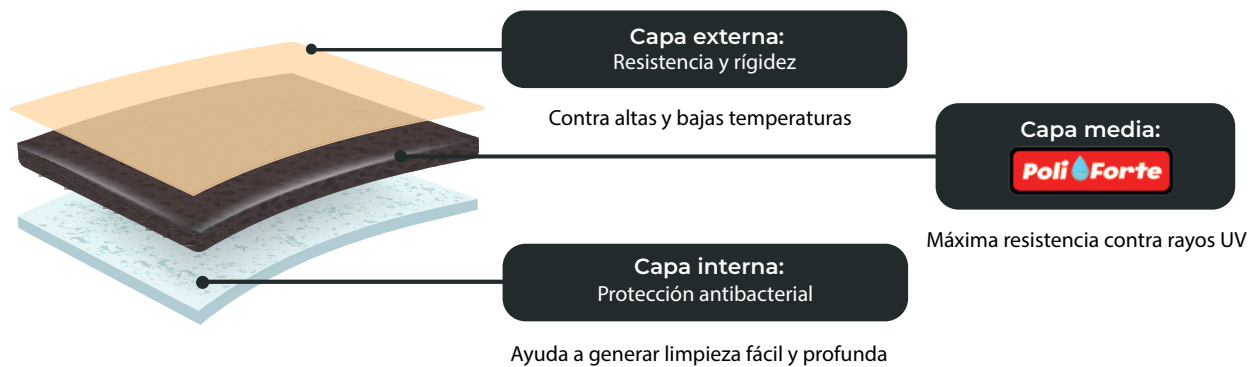 Capa externa:
Resistencia y rígidez
Contra altas y bajas temperaturas
Capa media:
Poli Forte
Máxima resistencia contra rayos UV
Capa interna:
Protección antibacterial
Ayuda a generar limpieza fácil y profunda